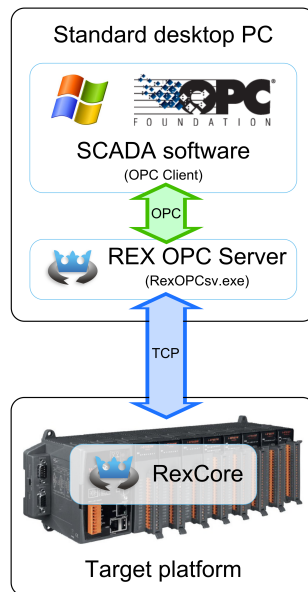 Standard desktop PC
OPC®
FOUNDATION
SCADA software
(OPC Client)
OPC
REX OPC Server
(RexOPCsv.exe)
TCP
RexCore
Target platform